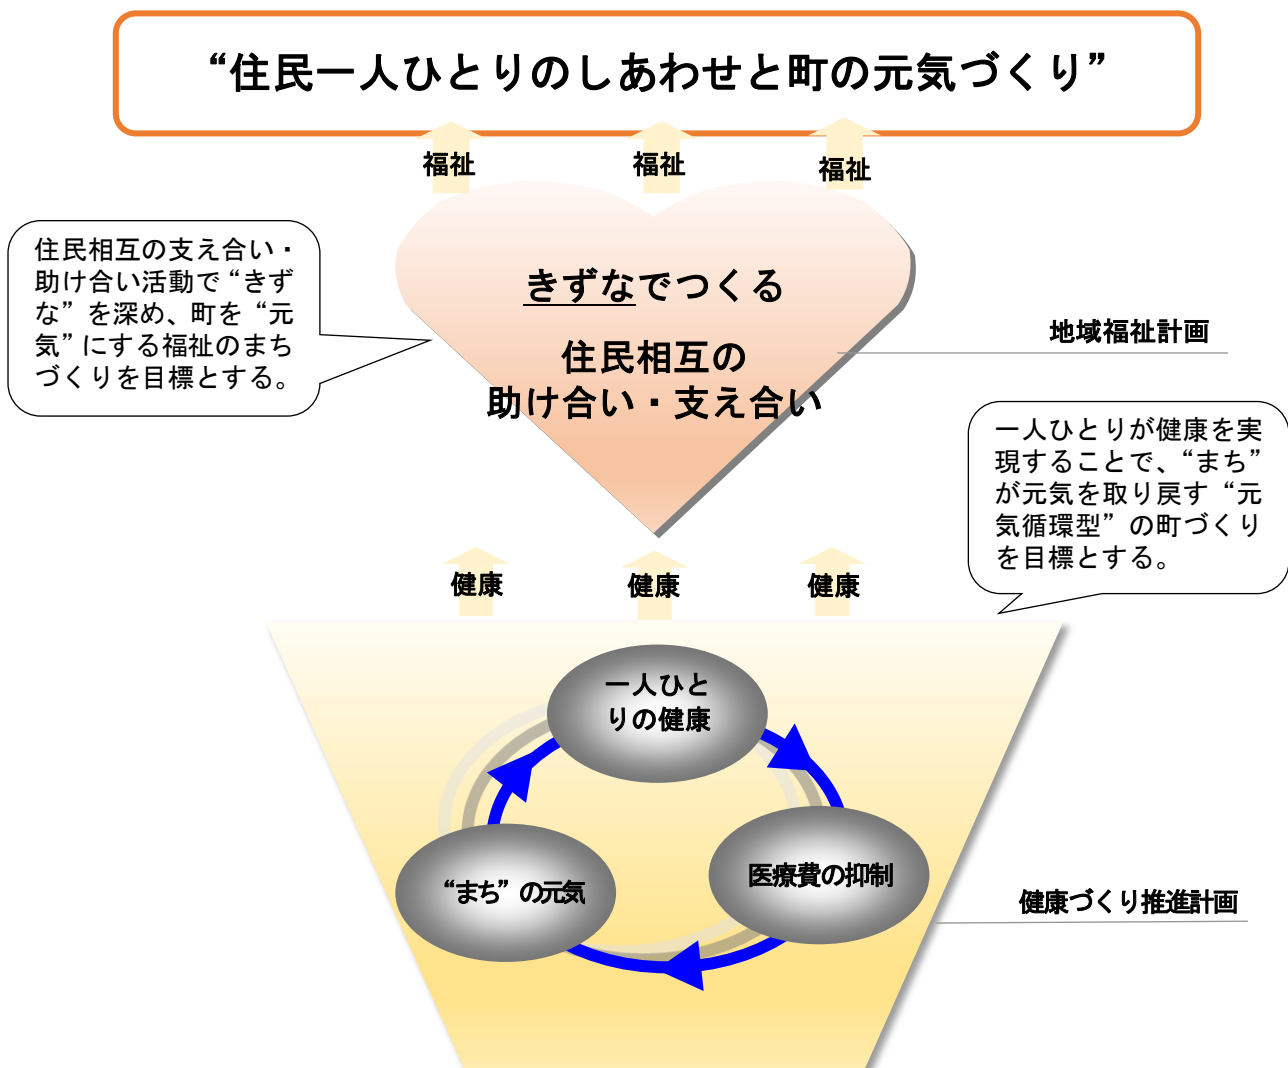 “住民一人ひとりのしあわせと町の元気づくり”
福祉
福祉
福祉
住民相互の支え合い・
助け合い活動で“きず
な”を深め、町を“元
気”にする福祉のまち
づくりを目標とする。
きずなでつくる
住民相互の
助け合い・支え合い
地域福祉計画
一人ひとりが健康を実
現することで、“まち”
が元気を取り戻す“元
気循環型”の町づくり
を目標とする。
健康
健康
健康
一人ひと
りの健康
“まち”の元気
医療費の抑制
健康づくり推進計画